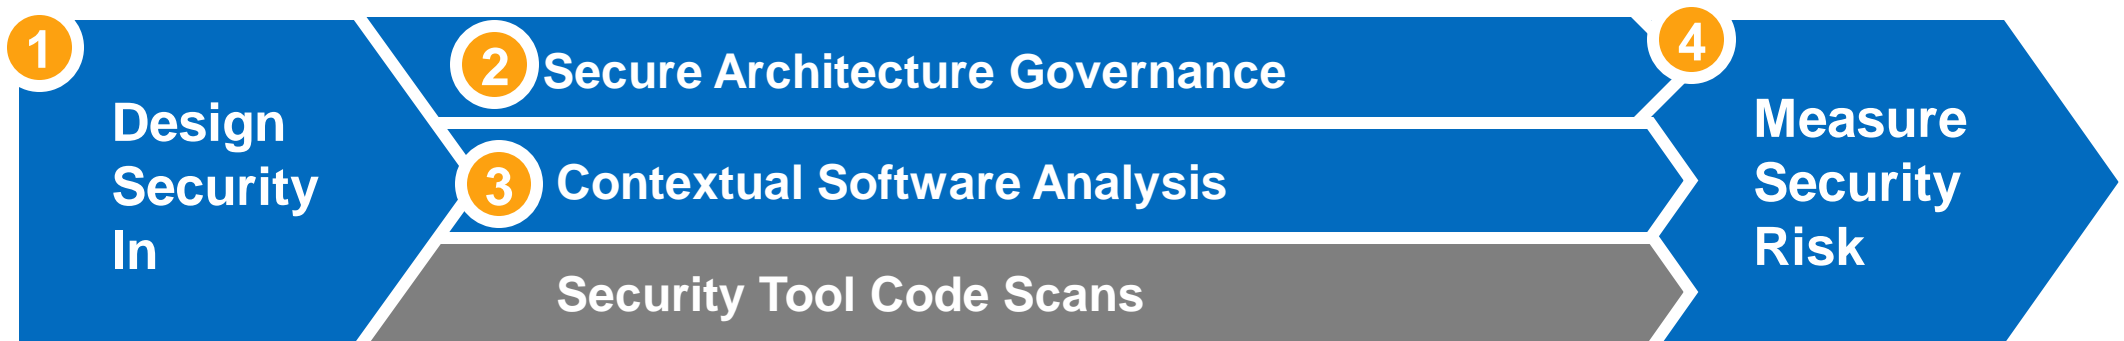 1
Design
Security
In
2
Secure Architecture Governance
3
Contextual Software Analysis
Security Tool Code Scans
4
Measure
Security
Risk